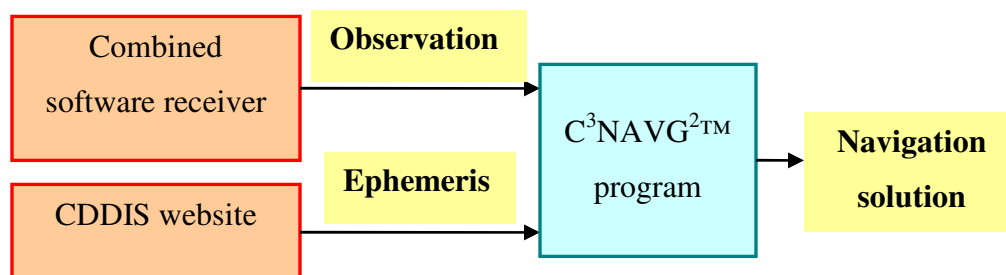 Combined
software receiver
Observation
CDDIS website
Ephemeris
C³NAVG²™
program
Navigation
solution